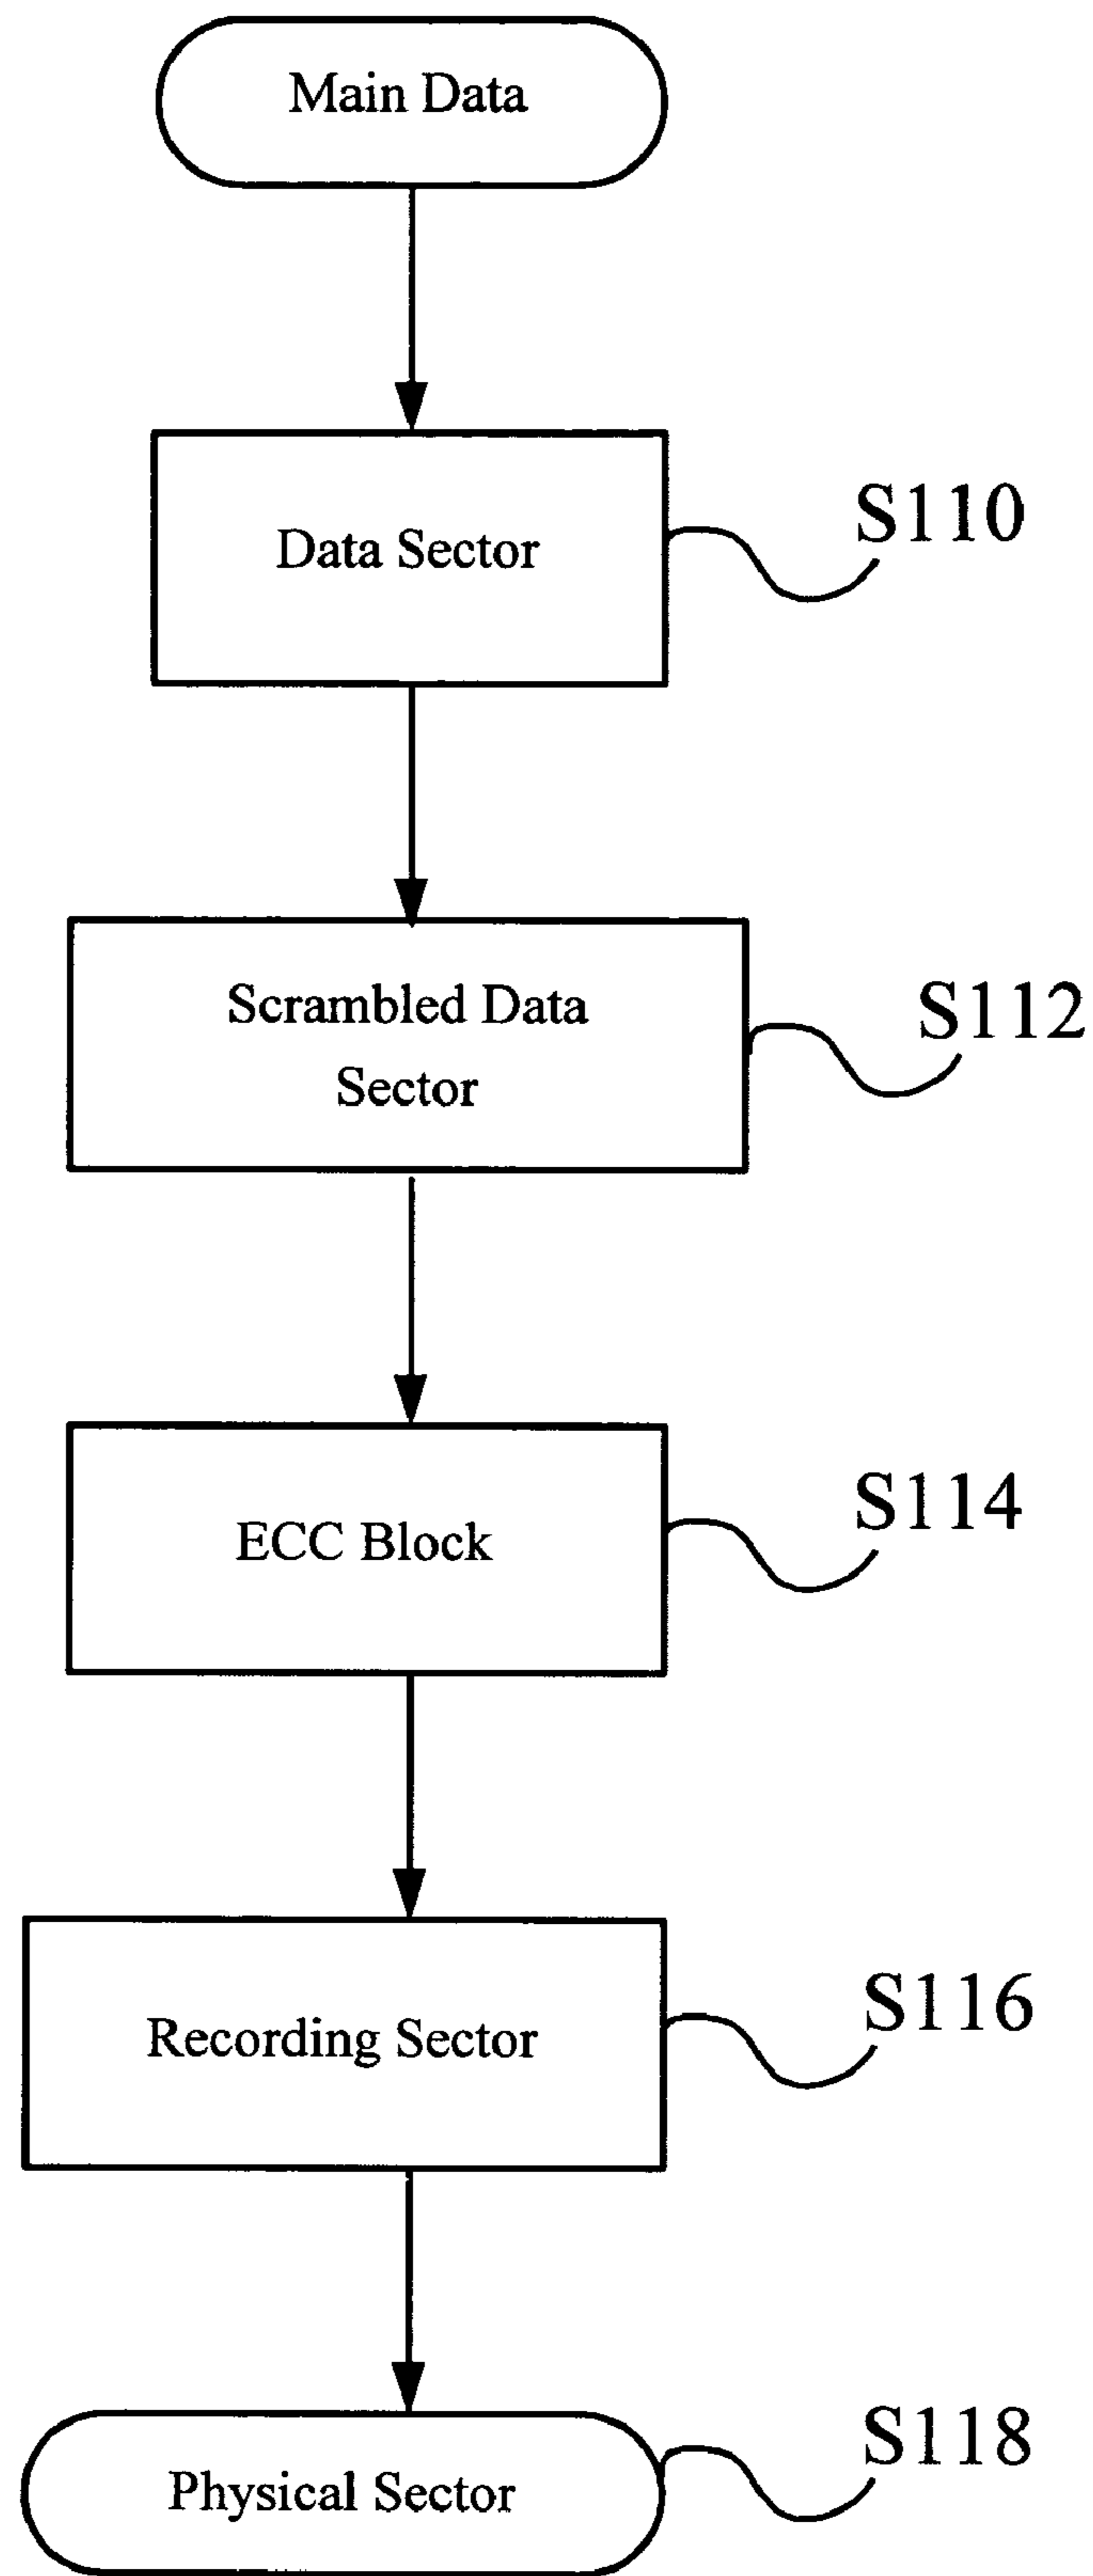 Main Data
Data Sector
S110
Scrambled Data
Sector
S112
ECC Block
S114
Recording Sector
S116
Physical Sector
S118